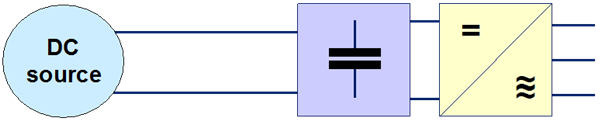 DC
source
=
≋